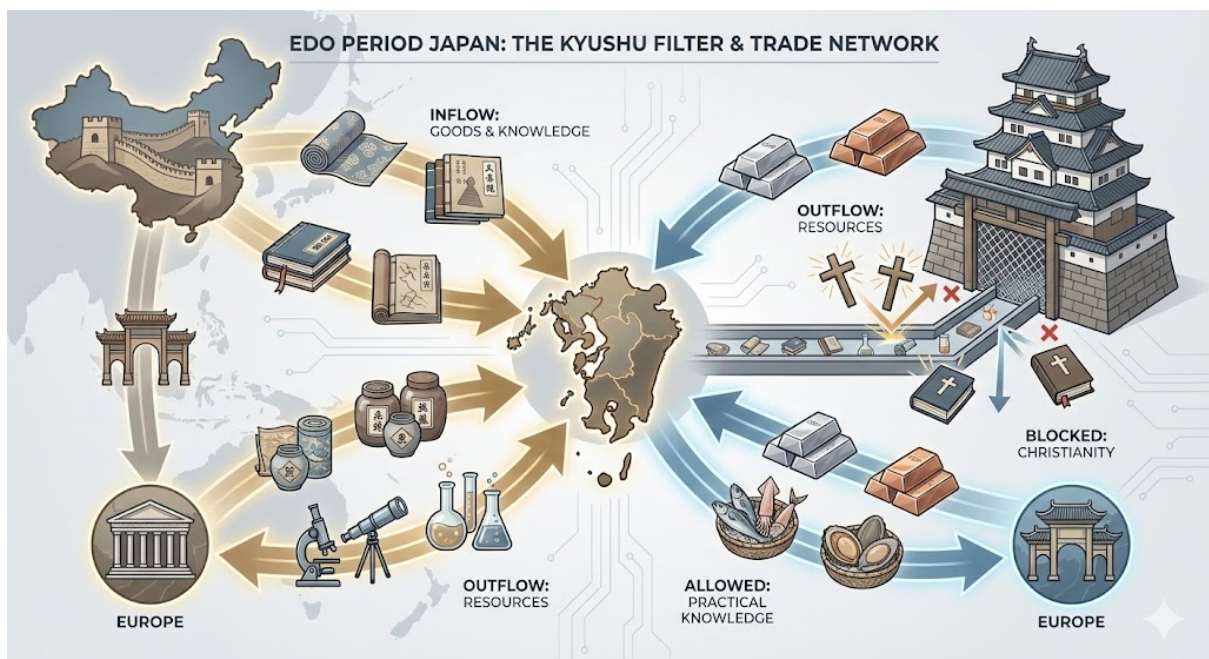 EDO PERIOD JAPAN: THE KYUSHU FILTER & TRADE NETWORK
INFLOW:
GOODS & KNOWLEDGE
OUTFLOW:
RESOURCES
BLOCKED:
CHRISTIANITY
OUTFLOW:
RESOURCES
ALLOWED:
PRACTICAL
KNOWLEDGE
EUROPE
EUROPE